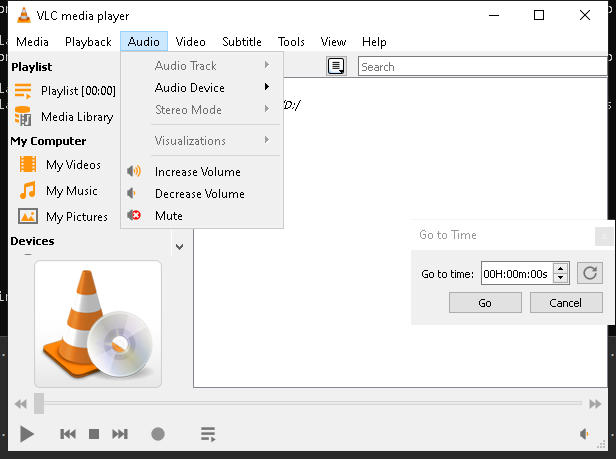 VLC media player
Media Playback Audio Video Subtitle Tools View Help
Playlist
Playlist [00:00]
Media Library
My Computer
My Videos
My Music
My Pictures
Devices
Audio Track
Audio Device
Stereo Mode
Visualizations
Increase Volume
Decrease Volume
Mute
Search
D:/
Go to Time
Go to time: 00H:00m:00s
Go Cancel